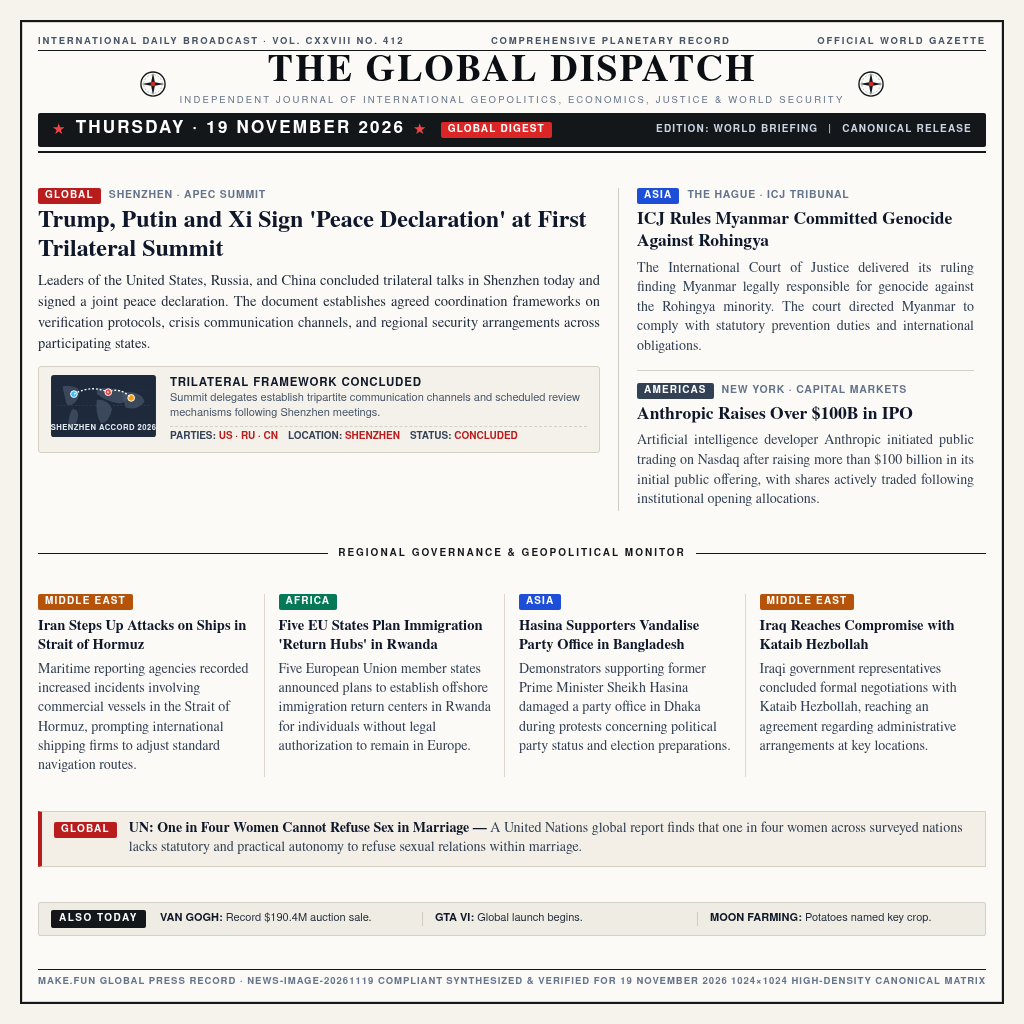 INTERNATIONAL DAILY BROADCAST · VOL. CXXVIII NO. 412
COMPREHENSIVE PLANETARY RECORD
OFFICIAL WORLD GAZETTE
THE GLOBAL DISPATCH
INDEPENDENT JOURNAL OF INTERNATIONAL GEOPOLITICS, ECONOMICS, JUSTICE & WORLD SECURITY
★ THURSDAY · 19 NOVEMBER 2026 ★ GLOBAL DIGEST
EDITION: WORLD BRIEFING | CANONICAL RELEASE
GLOBAL SHENZHEN · APEC SUMMIT
Trump, Putin and Xi Sign 'Peace Declaration' at First
Trilateral Summit
Leaders of the United States, Russia, and China concluded trilateral talks in Shenzhen today and
signed a joint peace declaration. The document establishes agreed coordination frameworks on
verification protocols, crisis communication channels, and regional security arrangements across
participating states.
SHENZHEN ACCORD 2026
TRILATERAL FRAMEWORK CONCLUDED
Summit delegates establish tripartite communication channels and scheduled review
mechanisms following Shenzhen meetings.
PARTIES: US · RU · CN LOCATION: SHENZHEN STATUS: CONCLUDED
ASIA THE HAGUE · ICJ TRIBUNAL
ICJ Rules Myanmar Committed Genocide
Against Rohingya
The International Court of Justice delivered its ruling
finding Myanmar legally responsible for genocide against
the Rohingya minority. The court directed Myanmar to
comply with statutory prevention duties and international
obligations.
AMERICAS NEW YORK · CAPITAL MARKETS
Anthropic Raises Over $100B in IPO
Artificial intelligence developer Anthropic initiated public
trading on Nasdaq after raising more than $100 billion in its
initial public offering, with shares actively traded following
institutional opening allocations.
REGIONAL GOVERNANCE & GEOPOLITICAL MONITOR
MIDDLE EAST
Iran Steps Up Attacks on Ships in
Strait of Hormuz
Maritime reporting agencies recorded
increased incidents involving
commercial vessels in the Strait of
Hormuz, prompting international
shipping firms to adjust standard
navigation routes.
AFRICA
Five EU States Plan Immigration
'Return Hubs' in Rwanda
Five European Union member states
announced plans to establish offshore
immigration return centers in Rwanda
for individuals without legal
authorization to remain in Europe.
ASIA
Hasina Supporters Vandalise
Party Office in Bangladesh
Demonstrators supporting former
Prime Minister Sheikh Hasina
damaged a party office in Dhaka
during protests concerning political
party status and election preparations.
MIDDLE EAST
Iraq Reaches Compromise with
Kataib Hezbollah
Iraqi government representatives
concluded formal negotiations with
Kataib Hezbollah, reaching an
agreement regarding administrative
arrangements at key locations.
GLOBAL
UN: One in Four Women Cannot Refuse Sex in Marriage — A United Nations global report finds that one in four women across surveyed nations
lacks statutory and practical autonomy to refuse sexual relations within marriage.
ALSO TODAY
VAN GOGH: Record $190.4M auction sale.
GTA VI: Global launch begins.
MOON FARMING: Potatoes named key crop.
MAKE.FUN GLOBAL PRESS RECORD · NEWS-IMAGE-20261119 COMPLIANT SYNTHESIZED & VERIFIED FOR 19 NOVEMBER 2026 1024×1024 HIGH-DENSITY CANONICAL MATRIX